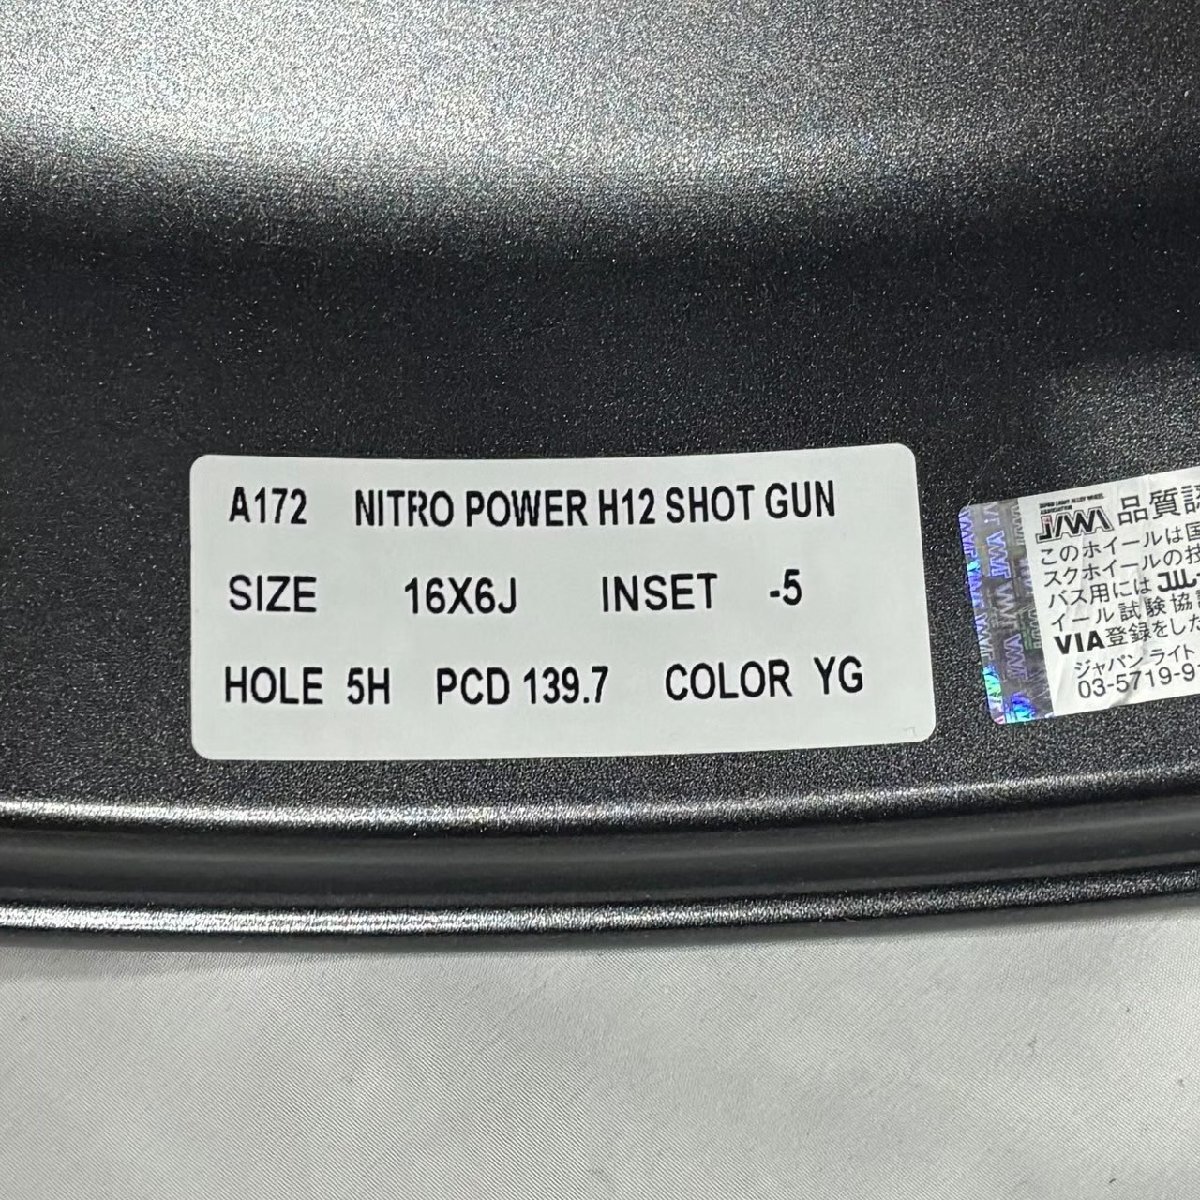 A172 NITRO POWER H12 SHOT GUN
SIZE 16X6J INSET -5
HOLE 5H PCD 139.7 COLOR YG
JAWA 品質認
このホイールは国
スクホイールの技
バス用には JWL-
イール試験協議
VIA登録をした
ジャパン ライト
03-5719-9